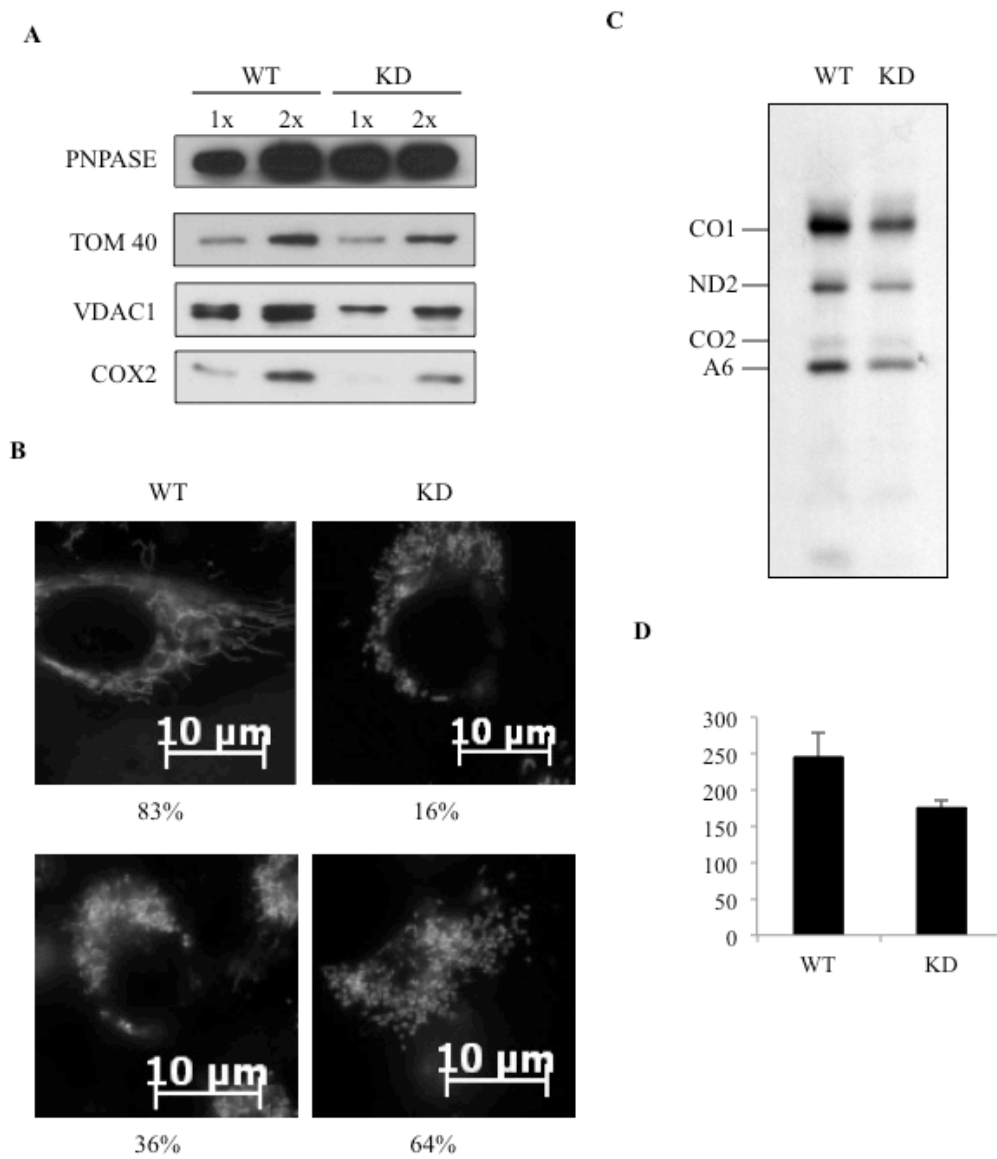 A
WT KD
1x 2x 1x 2x
PNPASE
TOM 40
VDAC1
COX2
B
WT KD
10 µm 10 µm
83% 16%
10 µm 10 µm
36% 64%
C
WT KD
CO1
ND2
CO2
A6
D
300
250
200
150
100
50
0
WT KD